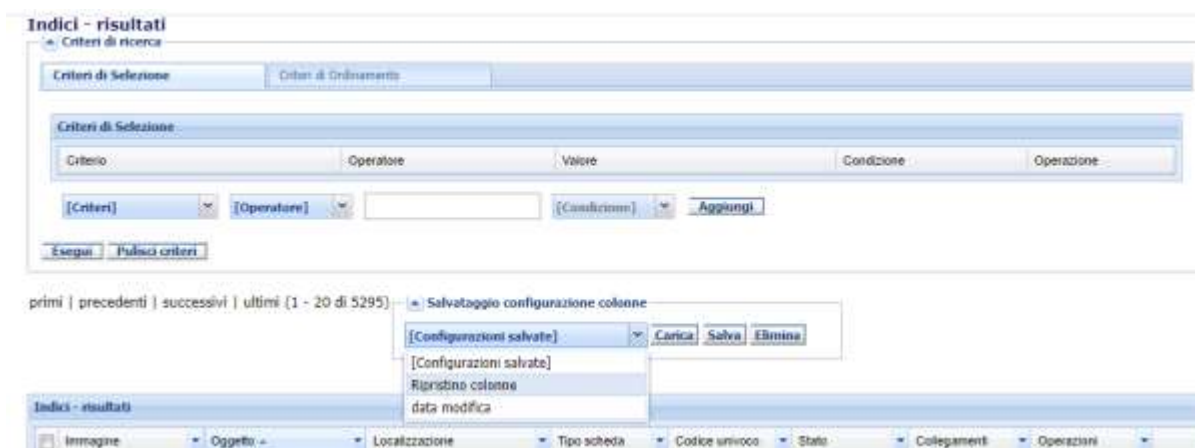 Indici - risultati
Criteri di ricerca
Criteri di Selezione Criteri di Ordinamento
Criteri di Selezione
Criterio Operatore Valore Condizione Operazione
[Criteri] [Operatore] [Condizione] Aggiungi
Esegui Pulisci criteri
primi | precedenti | successivi | ultimi (1 - 20 di 5295) Salvataggio configurazione colonne
[Configurazioni salvate] Carica Salva Elimina
[Configurazioni salvate]
Ripristino colonne
data modifica
Indici - risultati
Immagine Oggetto Localizzazione Tipo scheda Codice univoco Stato Collegamenti Operazioni